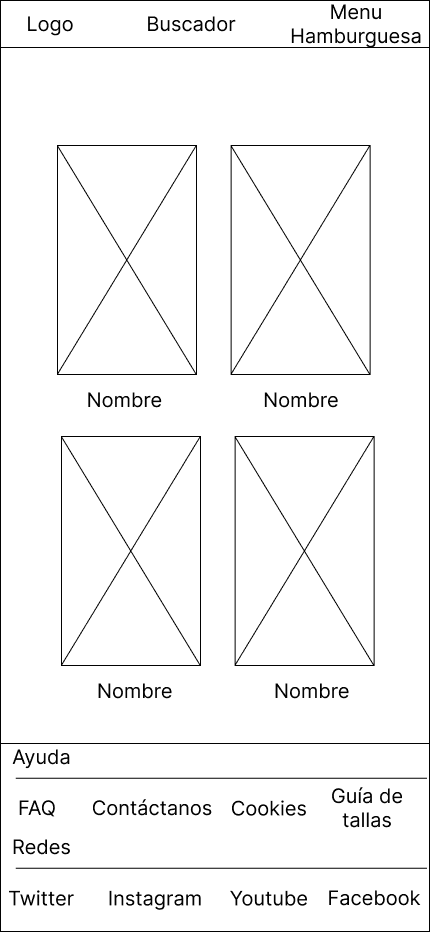 Logo
Buscador
Menu
Hamburguesa
Nombre
Nombre
Nombre
Nombre
Ayuda
FAQ
Contáctanos
Cookies
Guía de
tallas
Redes
Twitter
Instagram
Youtube
Facebook